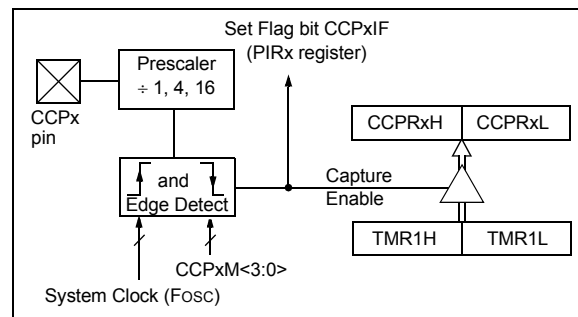 Set Flag bit CCPxIF
(PIRx register)
Prescaler
÷ 1, 4, 16
CCPx
pin
CCPRxH
CCPRxL
and
Edge Detect
Capture
Enable
TMR1H
TMR1L
CCPxM<3:0>
System Clock (FOSC)